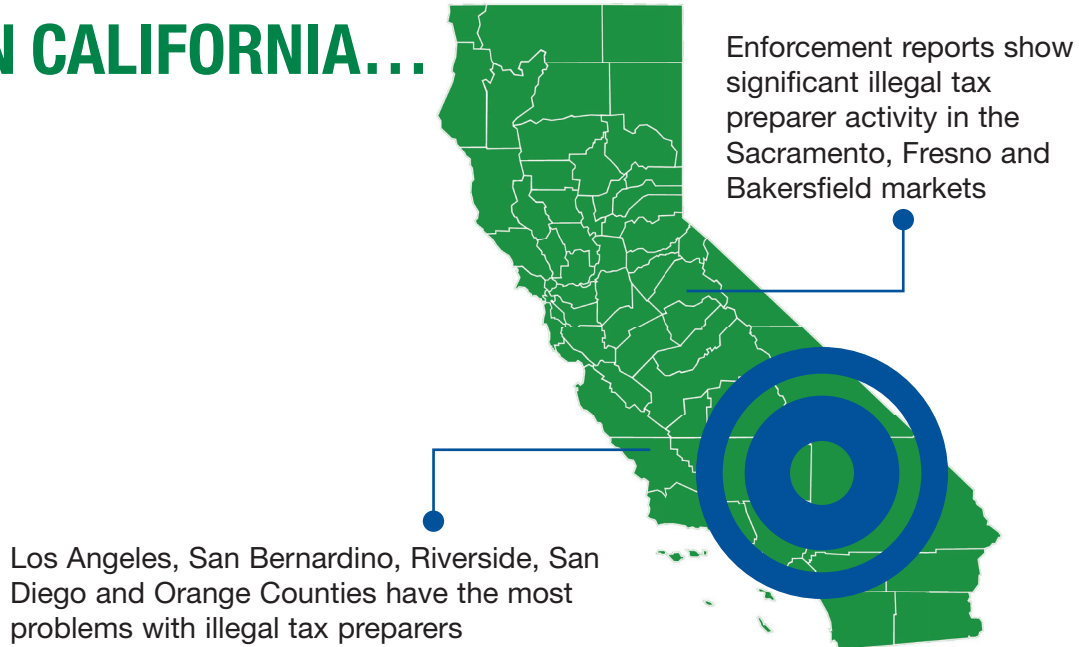 N CALIFORNIA...
Enforcement reports show
significant illegal tax
preparer activity in the
Sacramento, Fresno and
Bakersfield markets
Los Angeles, San Bernardino, Riverside, San
Diego and Orange Counties have the most
problems with illegal tax preparers